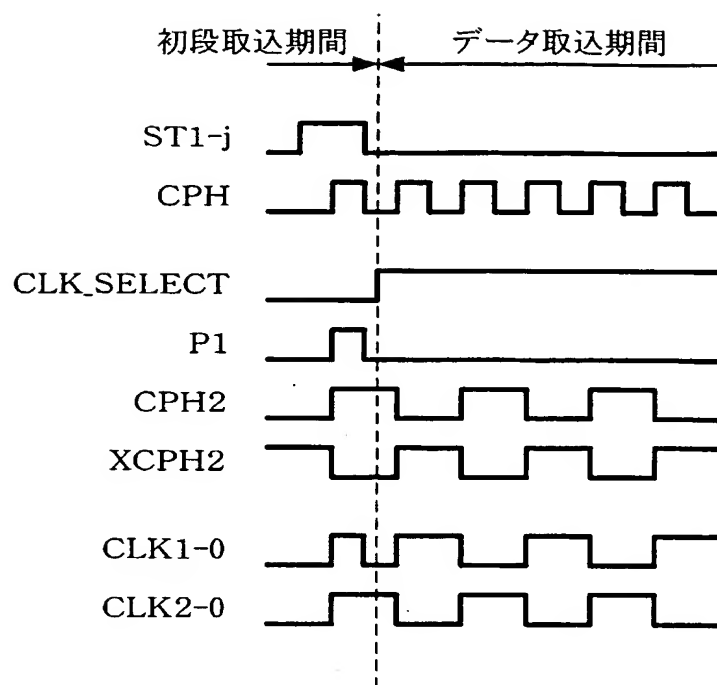 初段取込期間 データ取込期間
ST1-j
CPH
CLK_SELECT
P1
CPH2
XCPH2
CLK1-0
CLK2-0